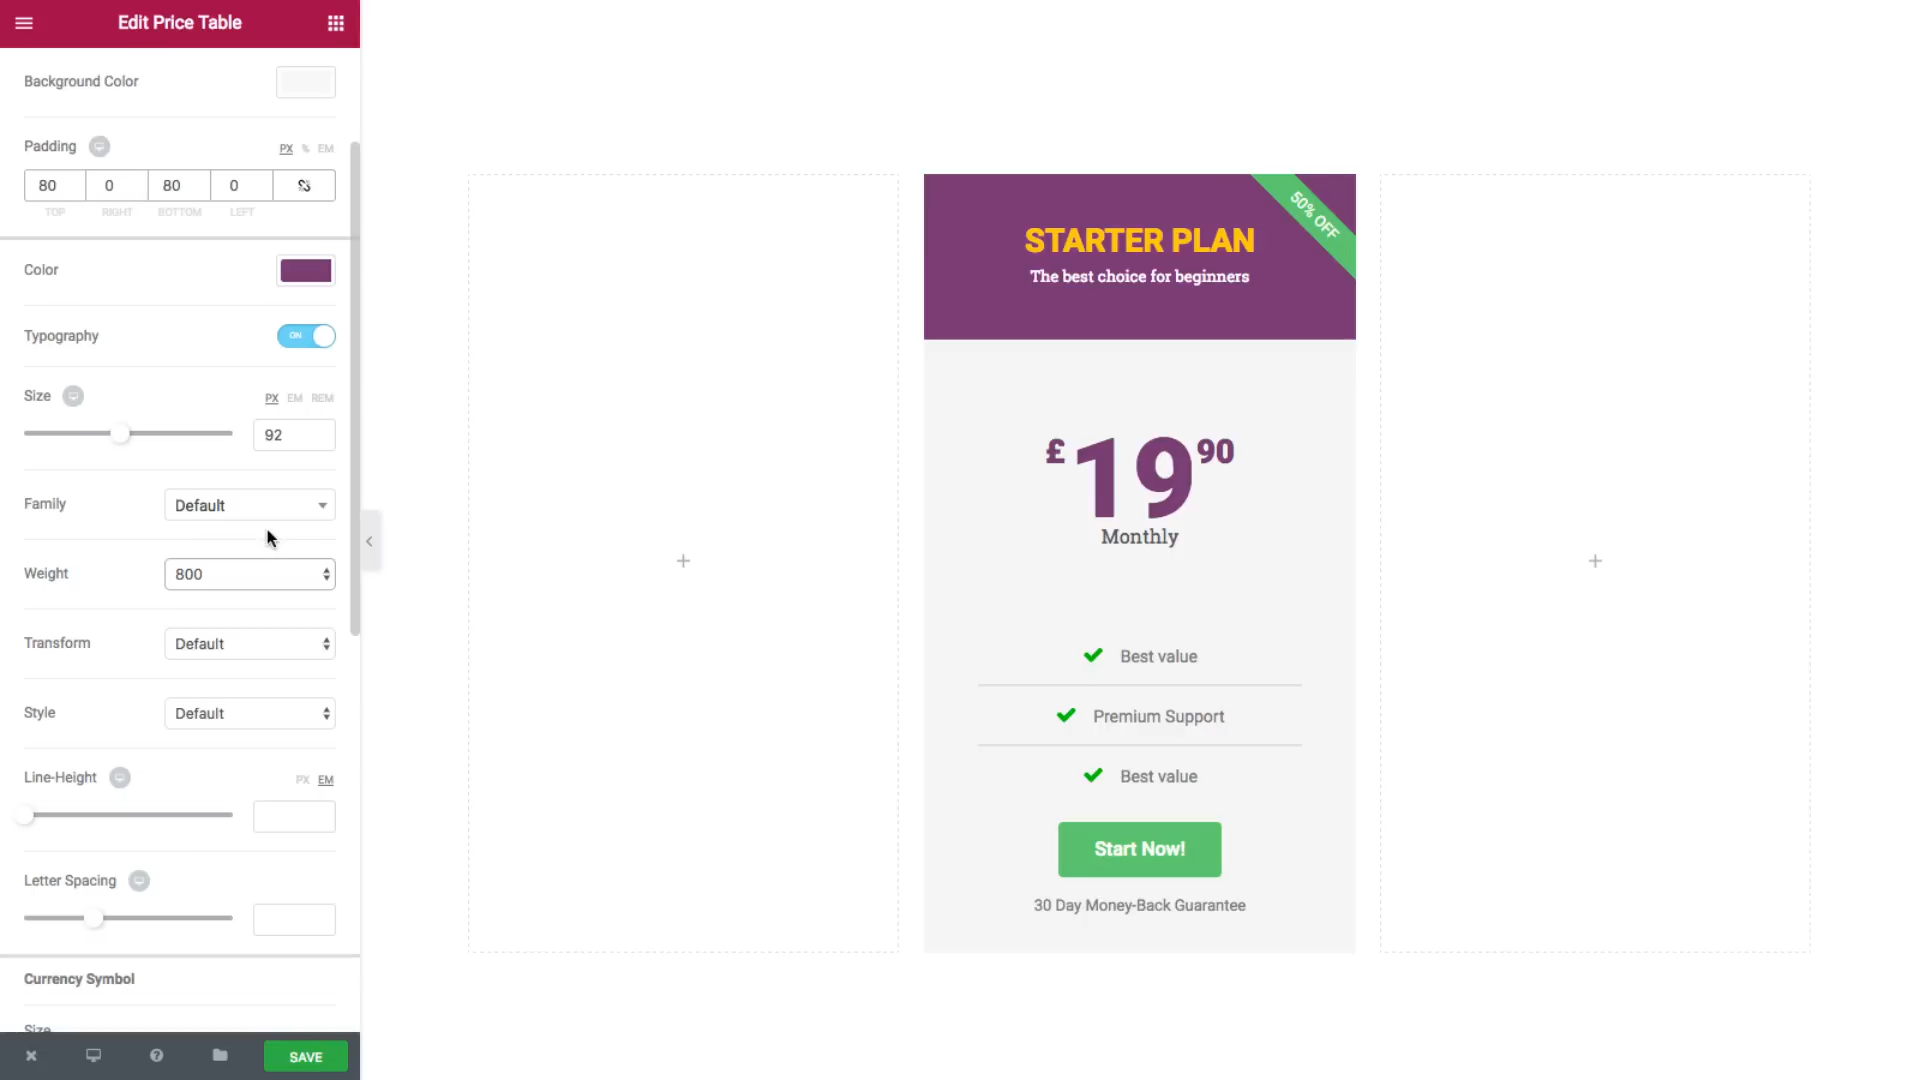 Edit Price Table
Background Color
Padding PX % EM
80 0 80 0
TOP RIGHT BOTTOM LEFT
Color
Typography ON
Size PX EM REM
92
Family Default
Weight 800
Transform Default
Style Default
Line-Height PX EM
Letter Spacing
Currency Symbol
Size
SAVE
50% OFF
STARTER PLAN
The best choice for beginners
£ 19 90
Monthly
Best value
Premium Support
Best value
Start Now!
30 Day Money-Back Guarantee